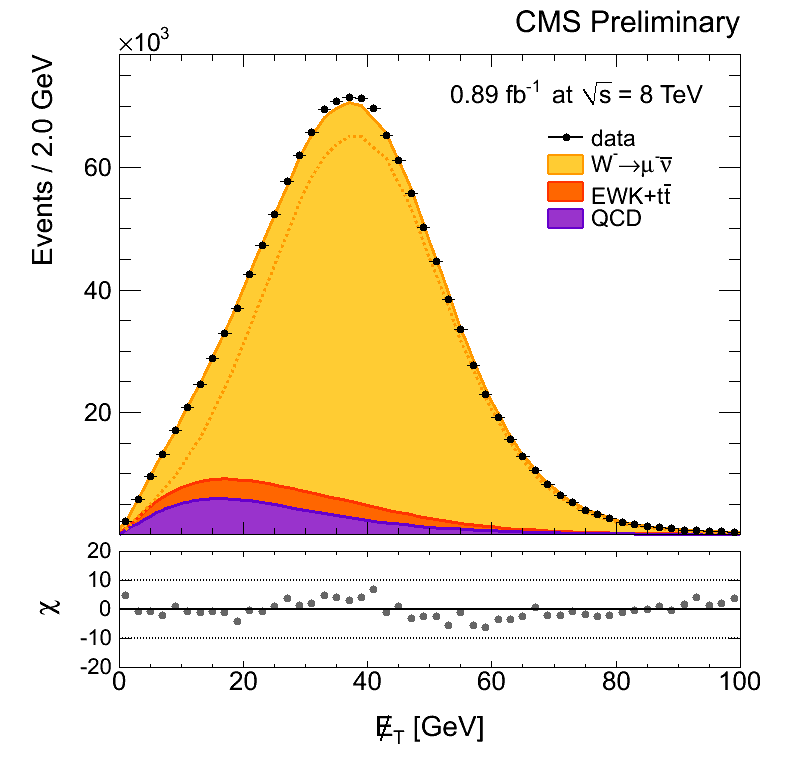 CMS Preliminary
×10³
0.89 fb⁻¹ at √s = 8 TeV
data
W⁻→μ⁻ν̅
EWK+tt̅
QCD
Events / 2.0 GeV
60
40
20
20
10
0
-10
-20
χ
0 20 40 60 80 100
E̸_T [GeV]